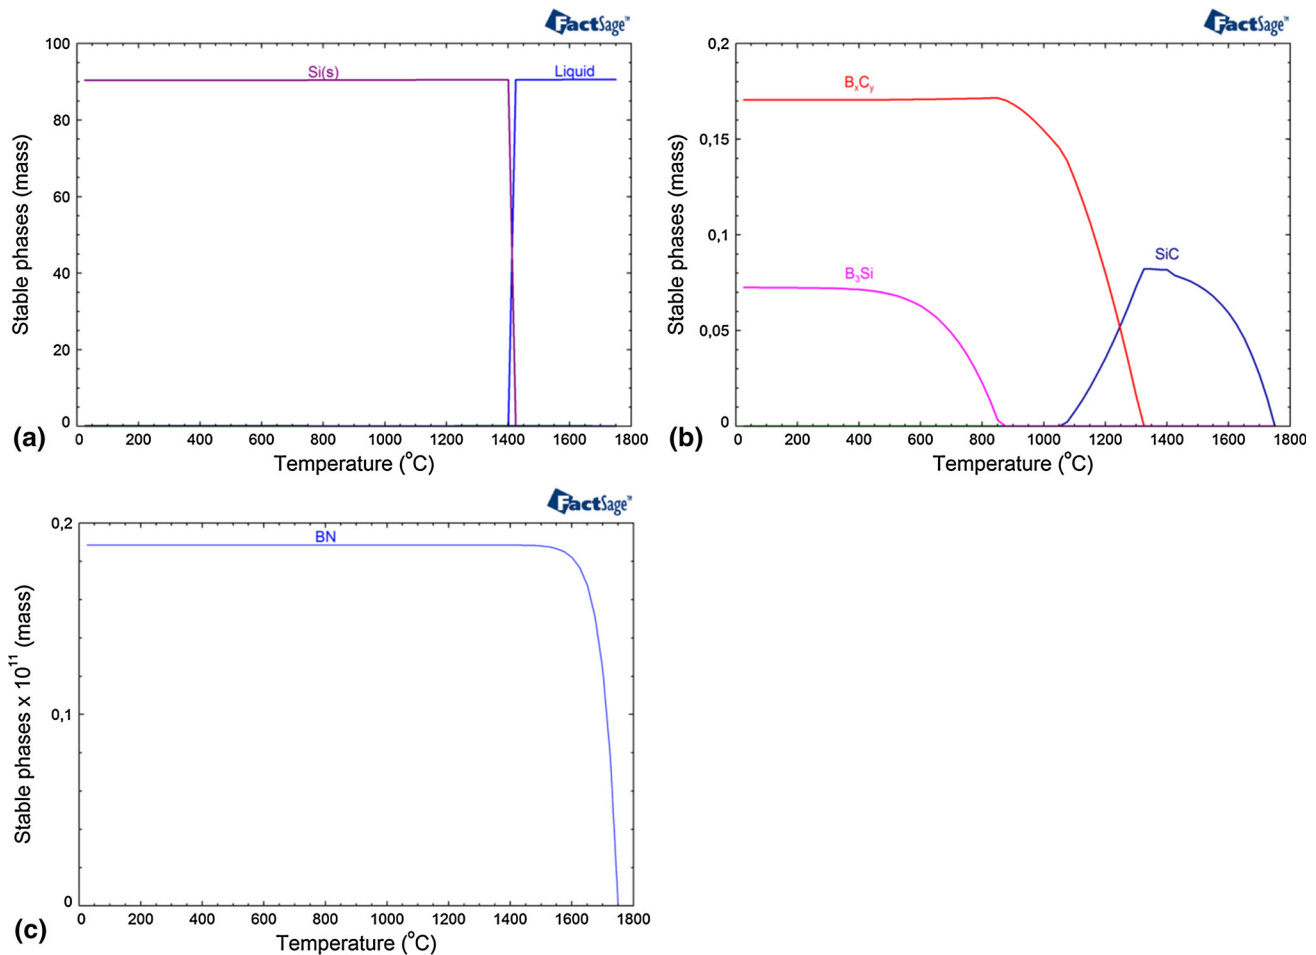 FactSage™
100
80
60
40
20
0
Stable phases (mass)
Si(s)
Liquid
0 200 400 600 800 1000 1200 1400 1600 1800
Temperature (°C)
(a)
FactSage™
0,2
0,15
0,1
0,05
0
Stable phases (mass)
BxCy
B3Si
SiC
0 200 400 600 800 1000 1200 1400 1600 1800
Temperature (°C)
(b)
FactSage™
0,2
0,1
0
Stable phases x 10¹¹ (mass)
BN
0 200 400 600 800 1000 1200 1400 1600 1800
Temperature (°C)
(c)